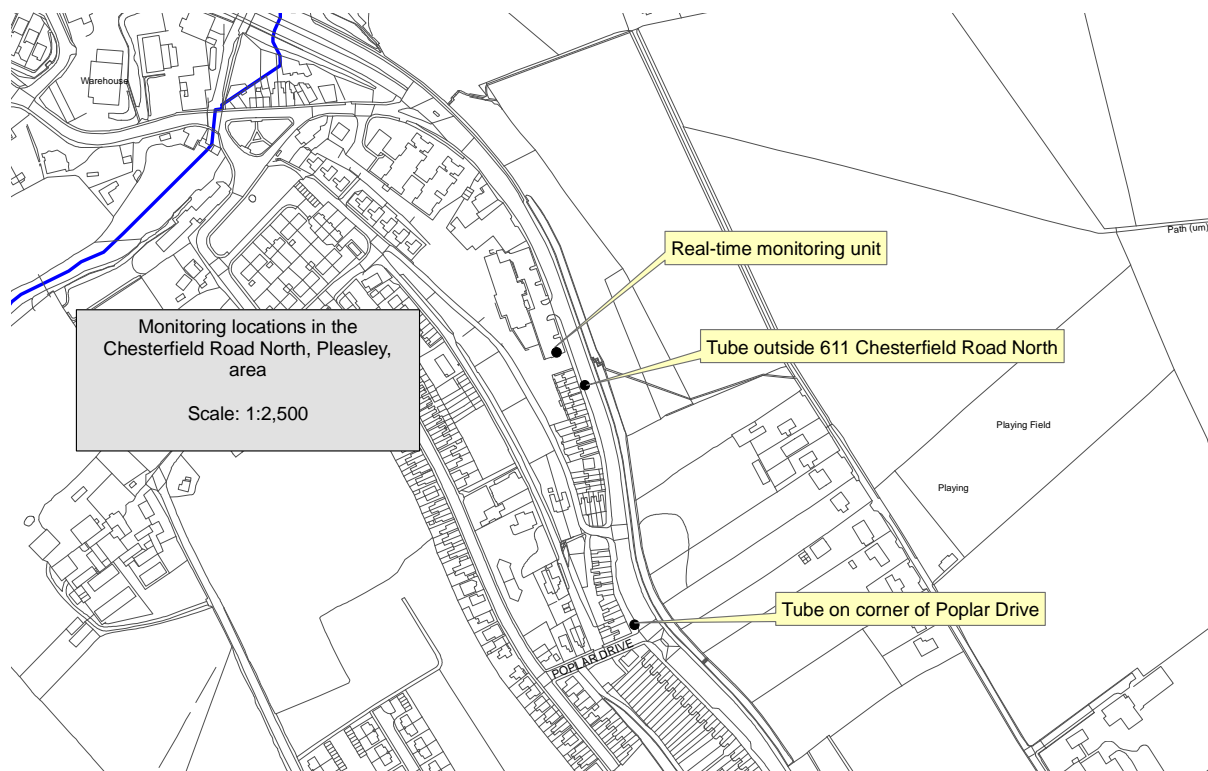 Warehouse
Path (um)
Real-time monitoring unit
Monitoring locations in the
Chesterfield Road North, Pleasley,
area
Scale: 1:2,500
Tube outside 611 Chesterfield Road North
Playing Field
Playing
Tube on corner of Poplar Drive
POPLAR DRIVE